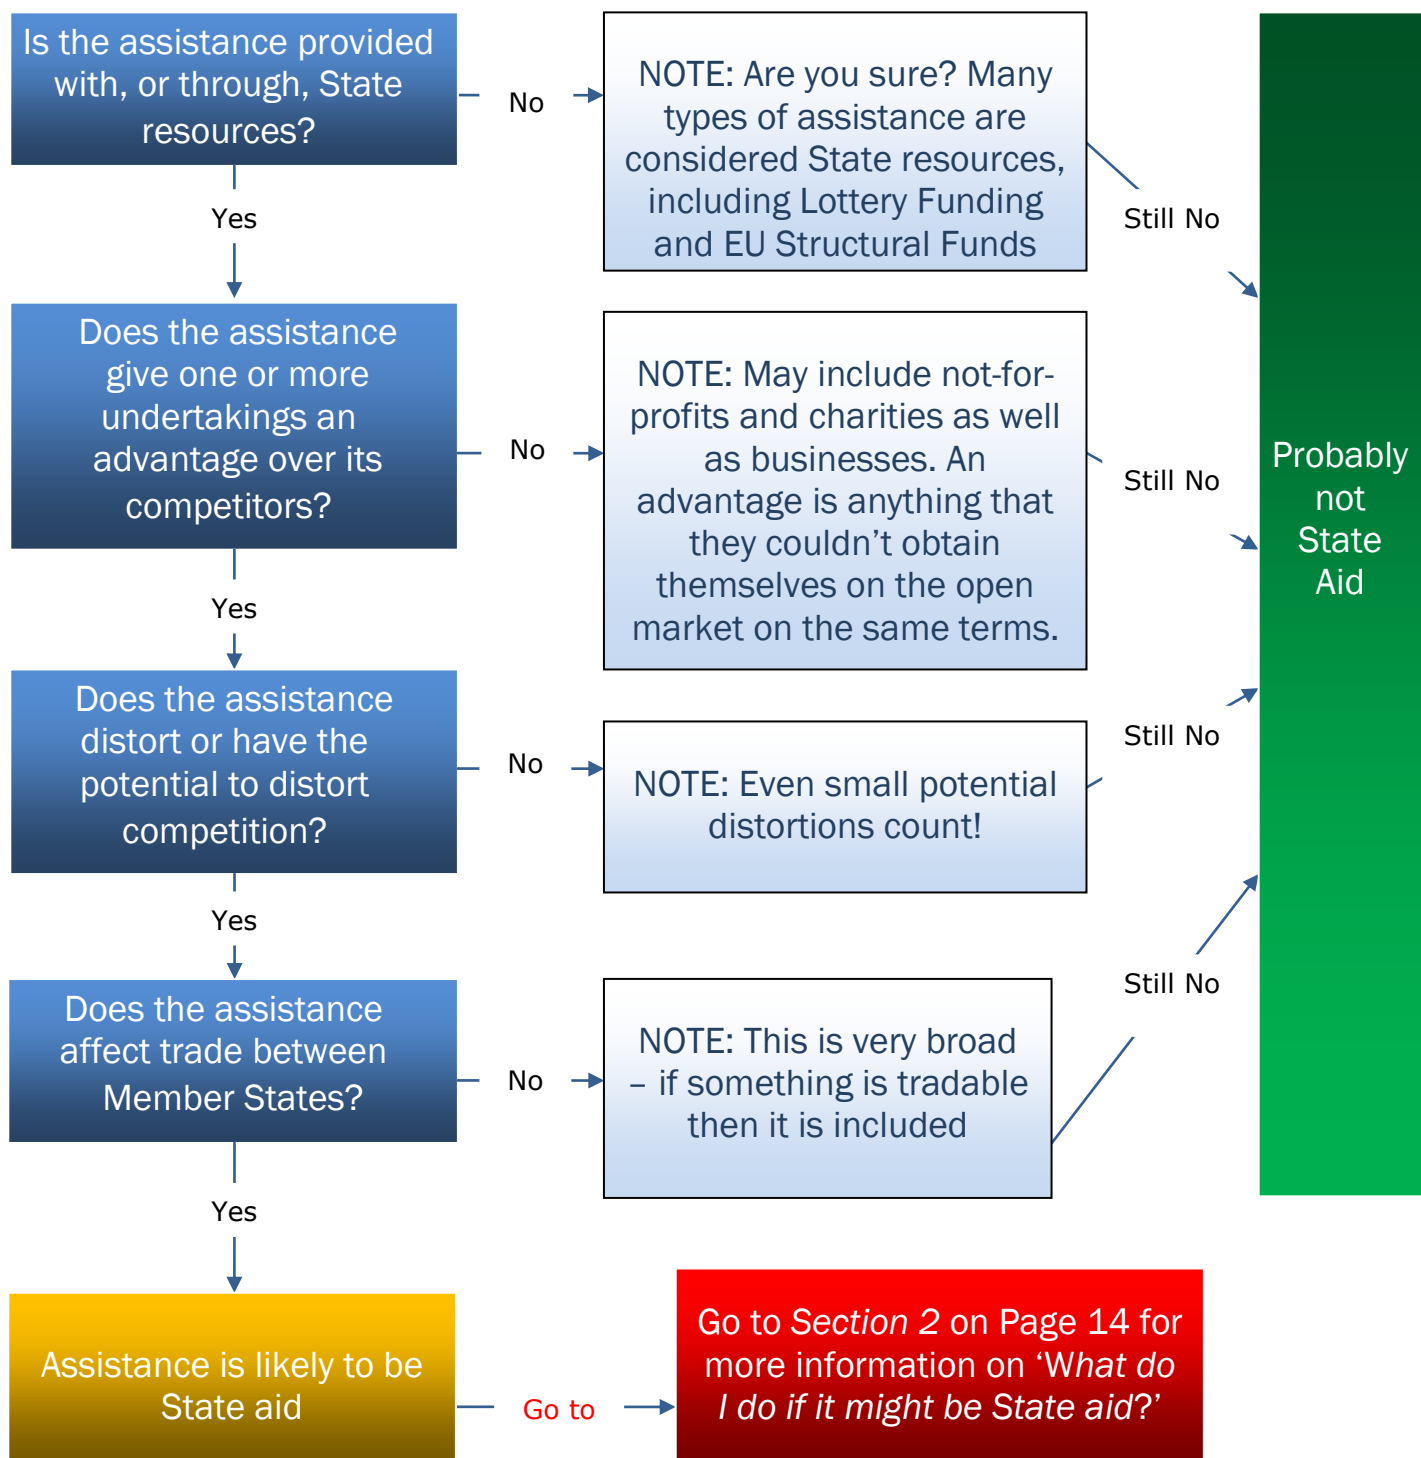 Is the assistance provided
with, or through, State
resources?
No
NOTE: Are you sure? Many
types of assistance are
considered State resources,
including Lottery Funding
and EU Structural Funds
Still No
Yes
Does the assistance
give one or more
undertakings an
advantage over its
competitors?
No
NOTE: May include not-for-
profits and charities as well
as businesses. An
advantage is anything that
they couldn’t obtain
themselves on the open
market on the same terms.
Still No
Yes
Does the assistance
distort or have the
potential to distort
competition?
No
NOTE: Even small potential
distortions count!
Still No
Yes
Does the assistance
affect trade between
Member States?
No
NOTE: This is very broad
– if something is tradable
then it is included
Still No
Probably
not
State
Aid
Yes
Assistance is likely to be
State aid
Go to
Go to Section 2 on Page 14 for
more information on ‘What do
I do if it might be State aid?’